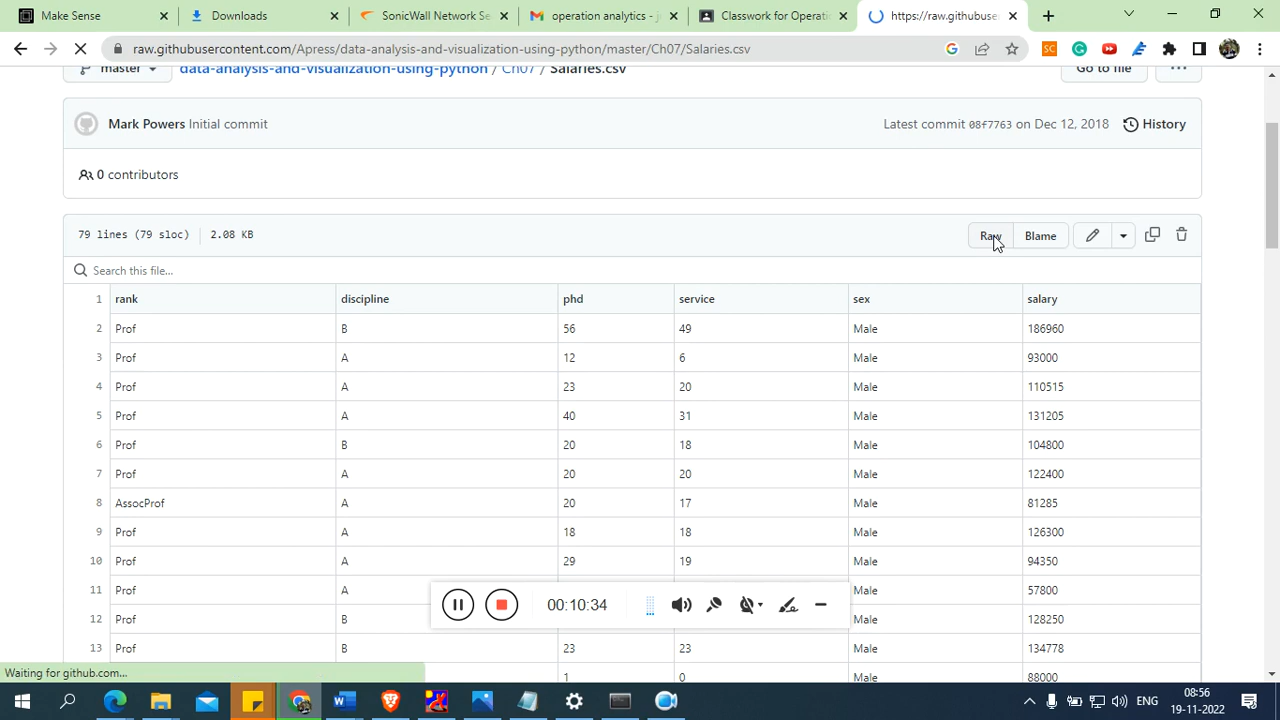 Make Sense
Downloads
SonicWall Network Se
operation analytics - j
Classwork for Operati
https://raw.githubuser
raw.githubusercontent.com/Apress/data-analysis-and-visualization-using-python/master/Ch07/Salaries.csv
master
data-analysis-and-visualization-using-python / Ch07 / Salaries.csv
Go to file
Mark Powers Initial commit
Latest commit 08f7763 on Dec 12, 2018
History
0 contributors
79 lines (79 sloc) 2.08 KB
Raw
Blame
Search this file...
1 rank discipline phd service sex salary
2 Prof B 56 49 Male 186960
3 Prof A 12 6 Male 93000
4 Prof A 23 20 Male 110515
5 Prof A 40 31 Male 131205
6 Prof B 20 18 Male 104800
7 Prof A 20 20 Male 122400
8 AssocProf A 20 17 Male 81285
9 Prof A 18 18 Male 126300
10 Prof A 29 19 Male 94350
11 Prof A Male 57800
12 Prof B Male 128250
13 Prof B 23 23 Male 134778
1 0 Male 88000
00:10:34
Waiting for github.com...
ENG
08:56
19-11-2022